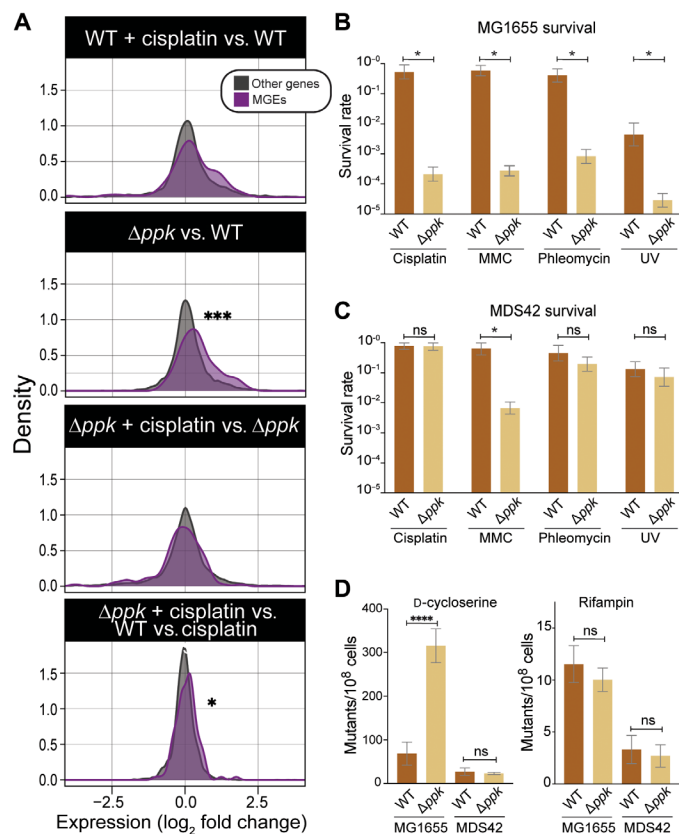 A
WT + cisplatin vs. WT
Other genes
MGEs
1.5
1.0
0.5
0.0
Δppk vs. WT
1.5
1.0
***
0.5
0.0
Density
Δppk + cisplatin vs. Δppk
1.5
1.0
0.5
0.0
Δppk + cisplatin vs.
WT vs. cisplatin
1.5
1.0
*
0.5
0.0
−2.5 0.0 2.5
Expression (log2 fold change)
B
MG1655 survival
Survival rate
10⁻⁰
10⁻¹
10⁻²
10⁻³
10⁻⁴
10⁻⁵
* * * *
WT Δppk WT Δppk WT Δppk WT Δppk
Cisplatin MMC Phleomycin UV
C
MDS42 survival
Survival rate
10⁻⁰
10⁻¹
10⁻²
10⁻³
10⁻⁴
10⁻⁵
ns * ns ns
WT Δppk WT Δppk WT Δppk WT Δppk
Cisplatin MMC Phleomycin UV
D
D-cycloserine
Mutants/10⁸ cells
400
300
200
100
0
****
ns
WT Δppk WT Δppk
MG1655 MDS42
Rifampin
Mutants/10⁸ cells
15
10
5
0
ns
ns
WT Δppk WT Δppk
MG1655 MDS42